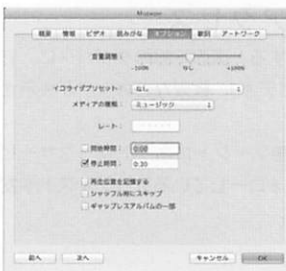 概要 情報 ビデオ 読みがな オプション 歌詞 アートワーク
音量調整：
-100% なし +100%
イコライザプリセット： なし
メディアの種類： ミュージック
レート：
開始時間： 0:00
停止時間： 0:30
再生位置を記憶する
シャッフル時にスキップ
ギャップレスアルバムの一部
前へ 次へ キャンセル OK